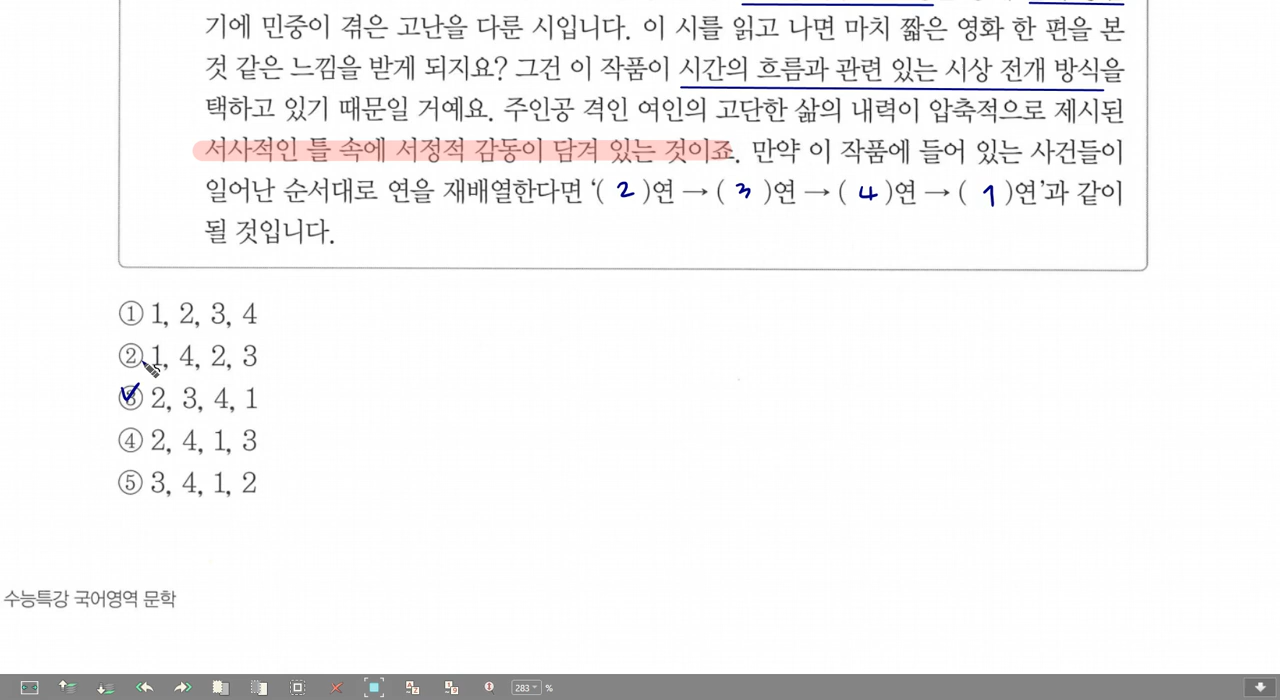 기에 민중이 겪은 고난을 다룬 시입니다. 이 시를 읽고 나면 마치 짧은 영화 한 편을 본
것 같은 느낌을 받게 되지요? 그건 이 작품이 시간의 흐름과 관련 있는 시상 전개 방식을
택하고 있기 때문일 거예요. 주인공 격인 여인의 고단한 삶의 내력이 압축적으로 제시된
서사적인 틀 속에 서정적 감동이 담겨 있는 것이죠. 만약 이 작품에 들어 있는 사건들이
일어난 순서대로 연을 재배열한다면 ‘( 2 )연 → ( 3 )연 → ( 4 )연 → ( 1 )연’과 같이
될 것입니다.
① 1, 2, 3, 4
② 1, 4, 2, 3
③ 2, 3, 4, 1
④ 2, 4, 1, 3
⑤ 3, 4, 1, 2
수능특강 국어영역 문학
283 %